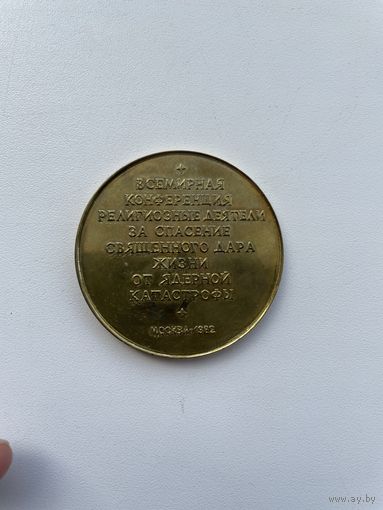 ВСЕМИРНАЯ
КОНФЕРЕНЦИЯ
РЕЛИГИОЗНЫЕ ДЕЯТЕЛИ
ЗА СПАСЕНИЕ
СВЯЩЕННОГО ДАРА
ЖИЗНИ
ОТ ЯДЕРНОЙ
КАТАСТРОФЫ
МОСКВА-1982
www.ay.by